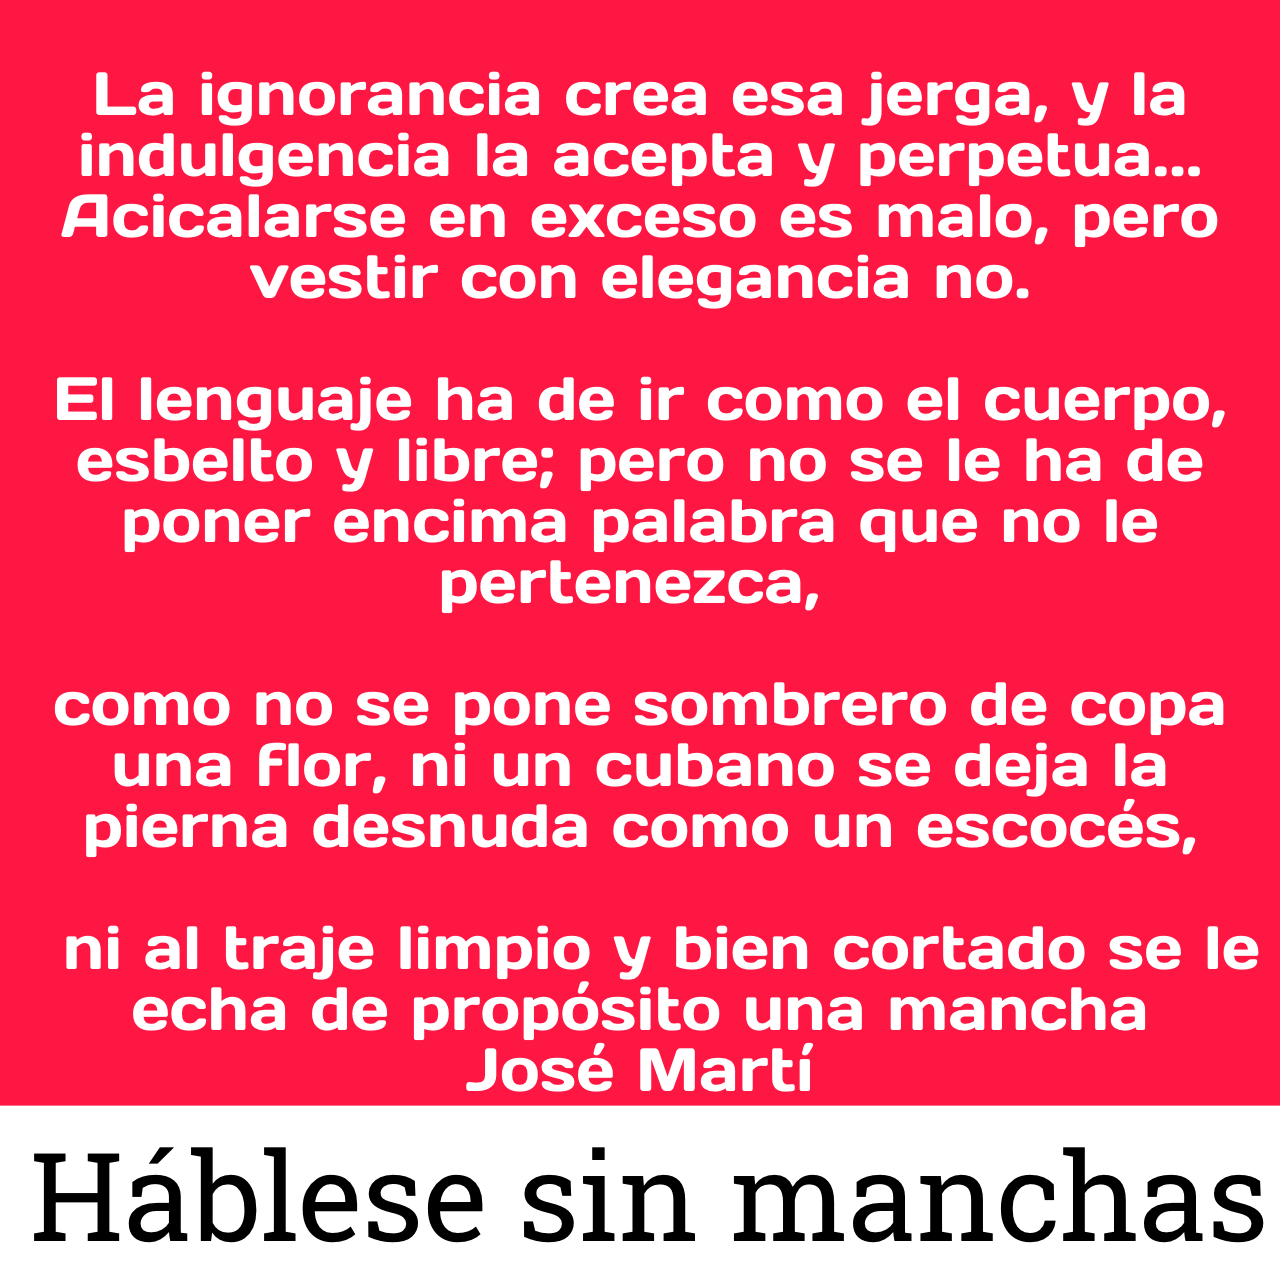 La ignorancia crea esa jerga, y la
indulgencia la acepta y perpetua...
Acicalarse en exceso es malo, pero
vestir con elegancia no.
El lenguaje ha de ir como el cuerpo,
esbelto y libre; pero no se le ha de
poner encima palabra que no le
pertenezca,
como no se pone sombrero de copa
una flor, ni un cubano se deja la
pierna desnuda como un escocés,
ni al traje limpio y bien cortado se le
echa de propósito una mancha
José Martí
Háblese sin manchas